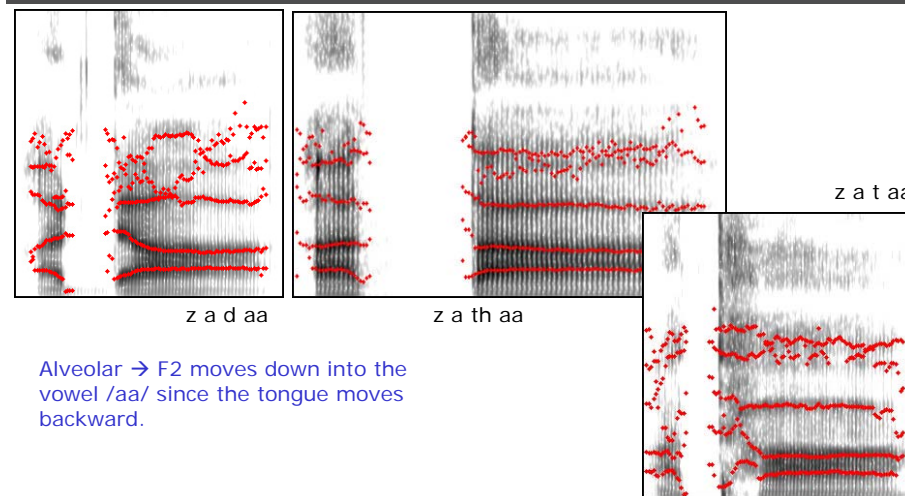 z a t aa
z a d aa
z a th aa
Alveolar → F2 moves down into the
vowel /aa/ since the tongue moves
backward.